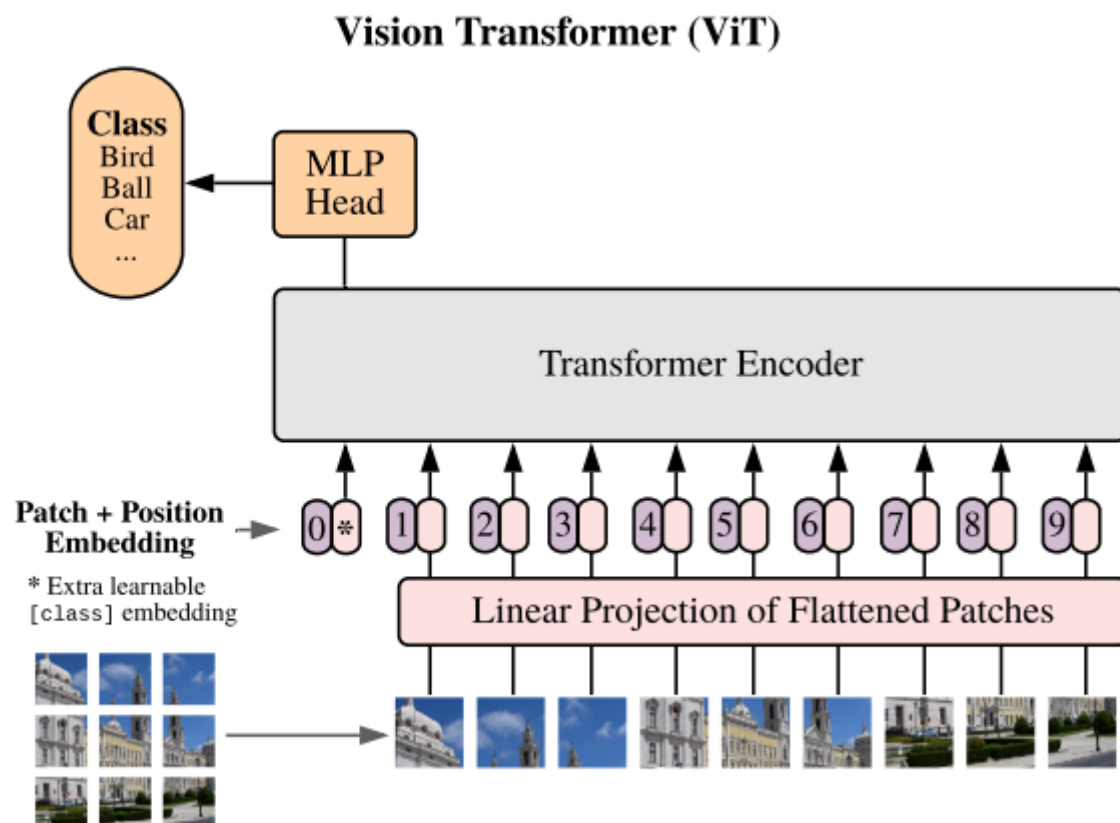 Vision Transformer (ViT)
Class
Bird
Ball
Car
...
MLP
Head
Transformer Encoder
Patch + Position
Embedding
0 * 1 2 3 4 5 6 7 8 9
* Extra learnable
[class] embedding
Linear Projection of Flattened Patches